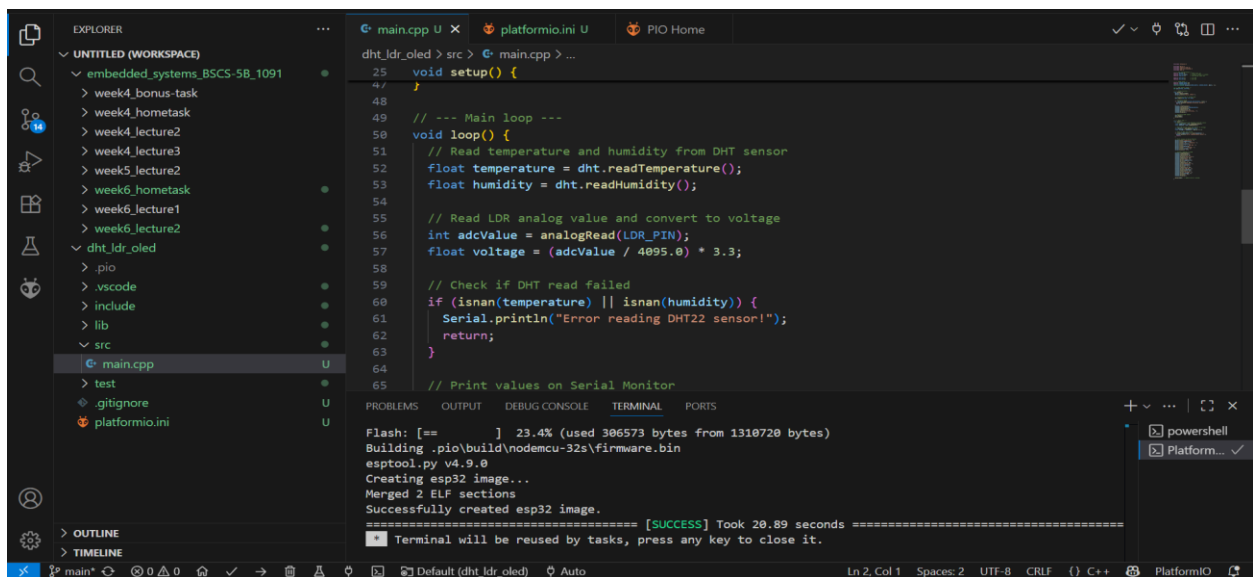 EXPLORER
UNTITLED (WORKSPACE)
embedded_systems_BSCS-5B_1091
week4_bonus-task
week4_hometask
week4_lecture2
week4_lecture3
week5_lecture2
week6_hometask
week6_lecture1
week6_lecture2
dht_ldr_oled
.pio
.vscode
include
lib
src
main.cpp U
test
.gitignore U
platformio.ini U
OUTLINE
TIMELINE
14
main.cpp U platformio.ini U PIO Home
dht_ldr_oled > src > main.cpp > ...
25 void setup() {
47 }
48
49 // --- Main loop ---
50 void loop() {
51 // Read temperature and humidity from DHT sensor
52 float temperature = dht.readTemperature();
53 float humidity = dht.readHumidity();
54
55 // Read LDR analog value and convert to voltage
56 int adcValue = analogRead(LDR_PIN);
57 float voltage = (adcValue / 4095.0) * 3.3;
58
59 // Check if DHT read failed
60 if (isnan(temperature) || isnan(humidity)) {
61 Serial.println("Error reading DHT22 sensor!");
62 return;
63 }
64
65 // Print values on Serial Monitor
PROBLEMS OUTPUT DEBUG CONSOLE TERMINAL PORTS
Flash: [== ] 23.4% (used 306573 bytes from 1310720 bytes)
Building .pio\build\nodemcu-32s\firmware.bin
esptool.py v4.9.0
Creating esp32 image...
Merged 2 ELF sections
Successfully created esp32 image.
===================================== [SUCCESS] Took 20.89 seconds =====================================
* Terminal will be reused by tasks, press any key to close it.
powershell
Platform...
main* 0 0 Default (dht_ldr_oled) Auto Ln 2, Col 1 Spaces: 2 UTF-8 CRLF {} C++ PlatformIO